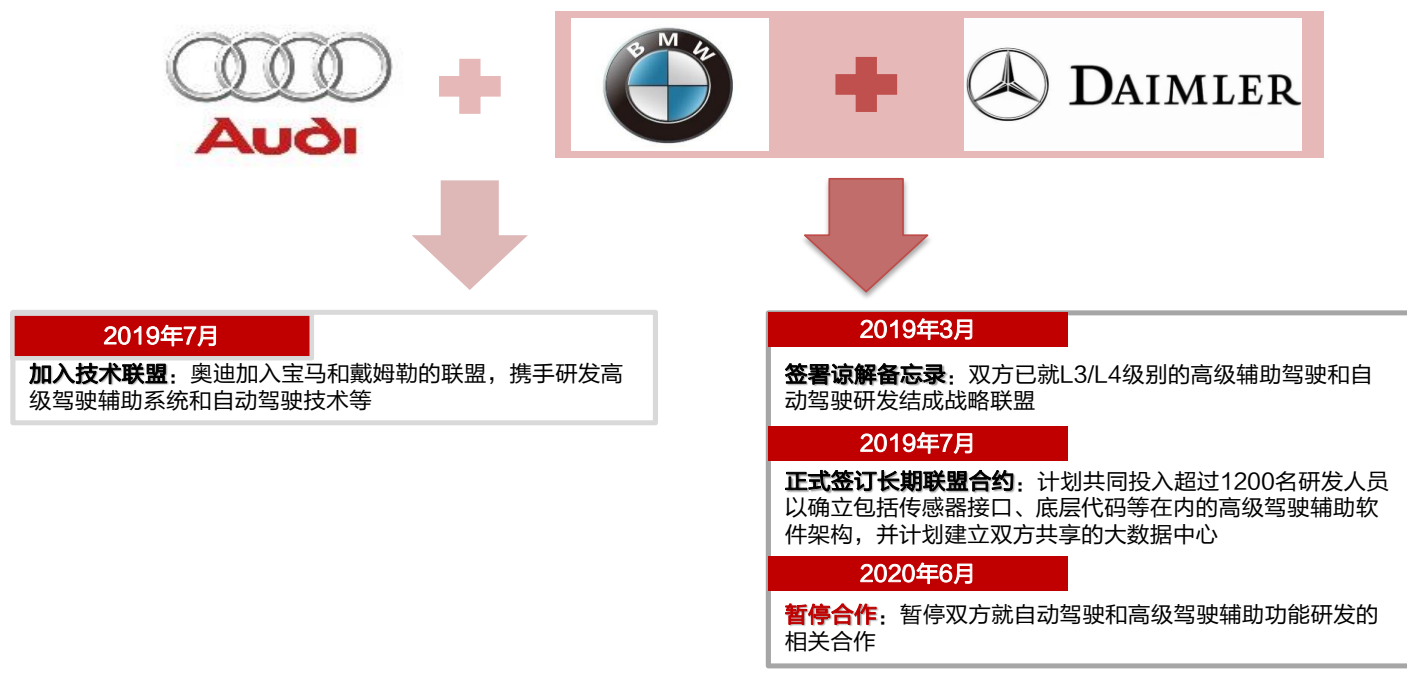 Audi
BMW
DAIMLER
2019年7月
加入技术联盟：奥迪加入宝马和戴姆勒的联盟，携手研发高
级驾驶辅助系统和自动驾驶技术等
2019年3月
签署谅解备忘录：双方已就L3/L4级别的高级辅助驾驶和自
动驾驶研发结成战略联盟
2019年7月
正式签订长期联盟合约：计划共同投入超过1200名研发人员
以确立包括传感器接口、底层代码等在内的高级驾驶辅助软
件架构，并计划建立双方共享的大数据中心
2020年6月
暂停合作：暂停双方就自动驾驶和高级驾驶辅助功能研发的
相关合作